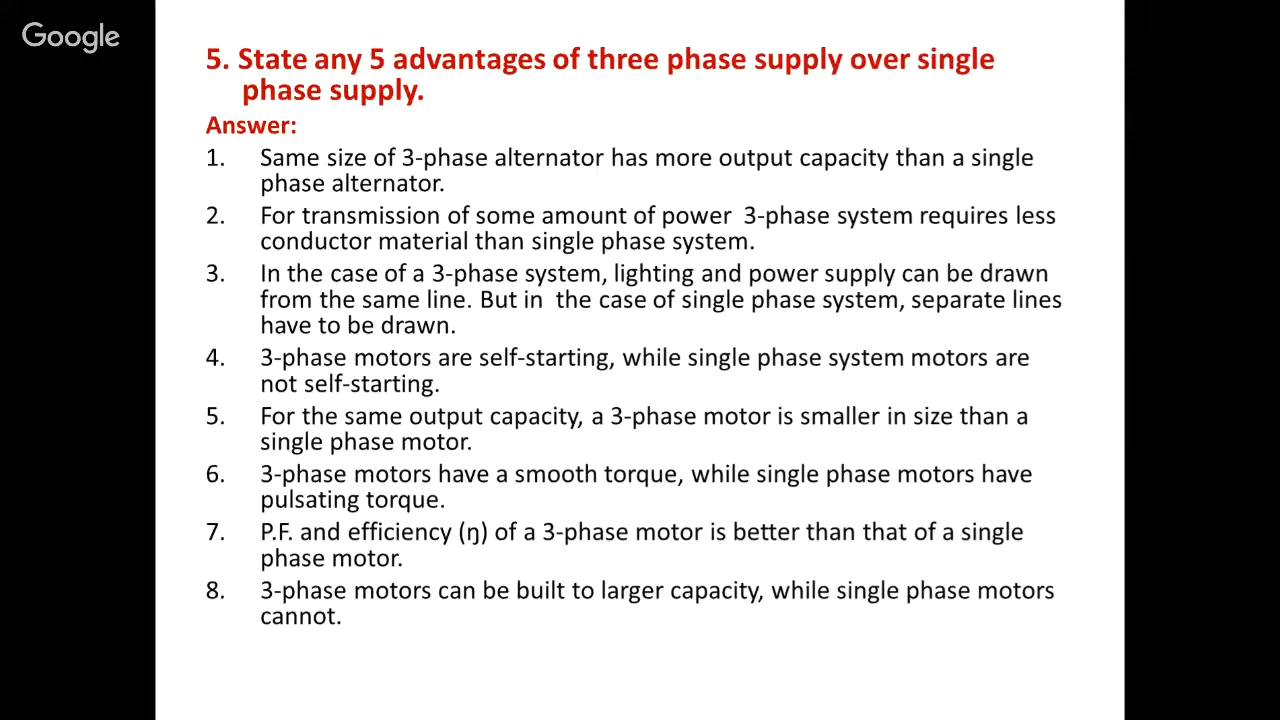 Google
5. State any 5 advantages of three phase supply over single
phase supply.
Answer:
1. Same size of 3-phase alternator has more output capacity than a single
phase alternator.
2. For transmission of some amount of power 3-phase system requires less
conductor material than single phase system.
3. In the case of a 3-phase system, lighting and power supply can be drawn
from the same line. But in the case of single phase system, separate lines
have to be drawn.
4. 3-phase motors are self-starting, while single phase system motors are
not self-starting.
5. For the same output capacity, a 3-phase motor is smaller in size than a
single phase motor.
6. 3-phase motors have a smooth torque, while single phase motors have
pulsating torque.
7. P.F. and efficiency (ŋ) of a 3-phase motor is better than that of a single
phase motor.
8. 3-phase motors can be built to larger capacity, while single phase motors
cannot.